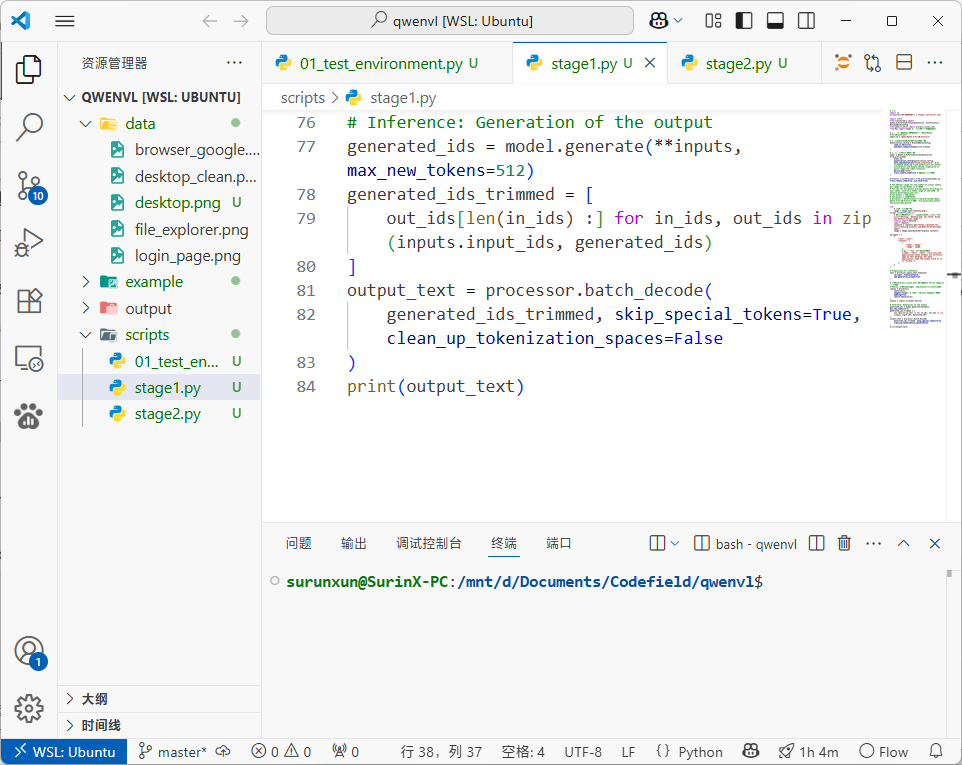 qwenvl [WSL: Ubuntu]
资源管理器
QWENVL [WSL: UBUNTU]
data
browser_google....
desktop_clean.p...
desktop.png U
file_explorer.png
login_page.png
example
output
scripts
01_test_en... U
stage1.py U
stage2.py U
大纲
时间线
10
1
01_test_environment.py U
stage1.py U
stage2.py U
scripts > stage1.py
76 # Inference: Generation of the output
77 generated_ids = model.generate(**inputs,
max_new_tokens=512)
78 generated_ids_trimmed = [
79 out_ids[len(in_ids) :] for in_ids, out_ids in zip
(inputs.input_ids, generated_ids)
80 ]
81 output_text = processor.batch_decode(
82 generated_ids_trimmed, skip_special_tokens=True,
clean_up_tokenization_spaces=False
83 )
84 print(output_text)
问题 输出 调试控制台 终端 端口
bash - qwenvl
surunxun@SurinX-PC:/mnt/d/Documents/Codefield/qwenvl$
WSL: Ubuntu master* 0 0 0 行 38，列 37 空格: 4 UTF-8 LF {} Python 1h 4m Flow